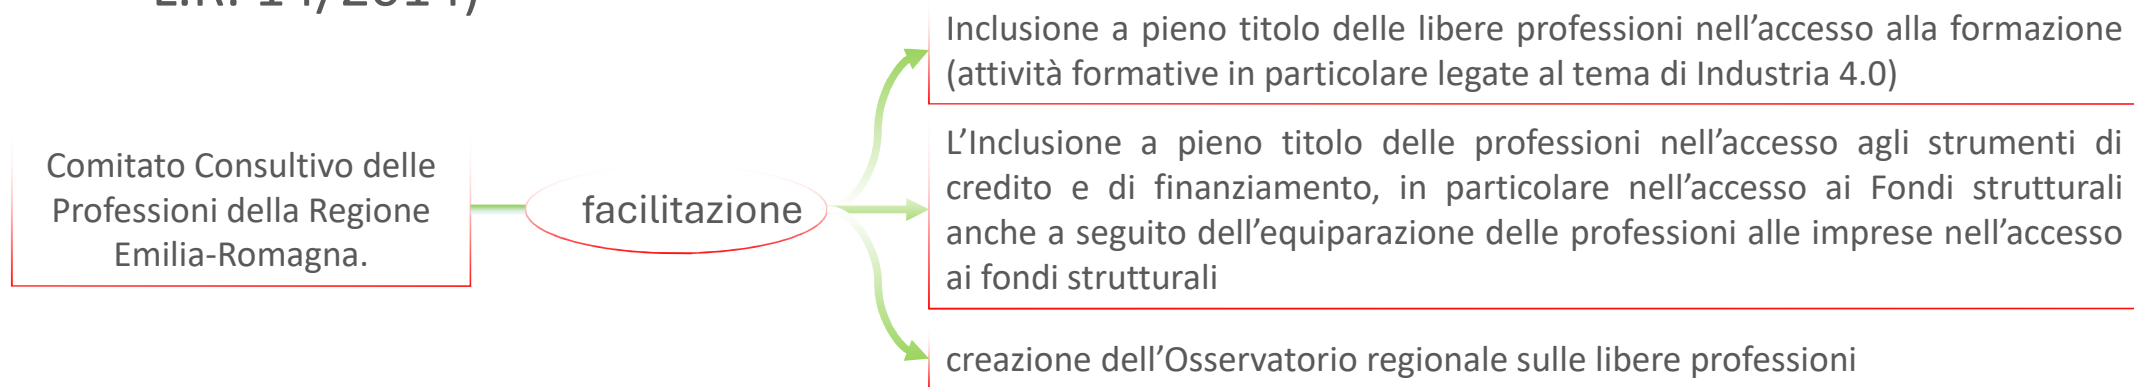 L.R. 14/2014)
Inclusione a pieno titolo delle libere professioni nell’accesso alla formazione
(attività formative in particolare legate al tema di Industria 4.0)
Comitato Consultivo delle
Professioni della Regione
Emilia-Romagna.
facilitazione
L’Inclusione a pieno titolo delle professioni nell’accesso agli strumenti di
credito e di finanziamento, in particolare nell’accesso ai Fondi strutturali
anche a seguito dell’equiparazione delle professioni alle imprese nell’accesso
ai fondi strutturali
creazione dell’Osservatorio regionale sulle libere professioni